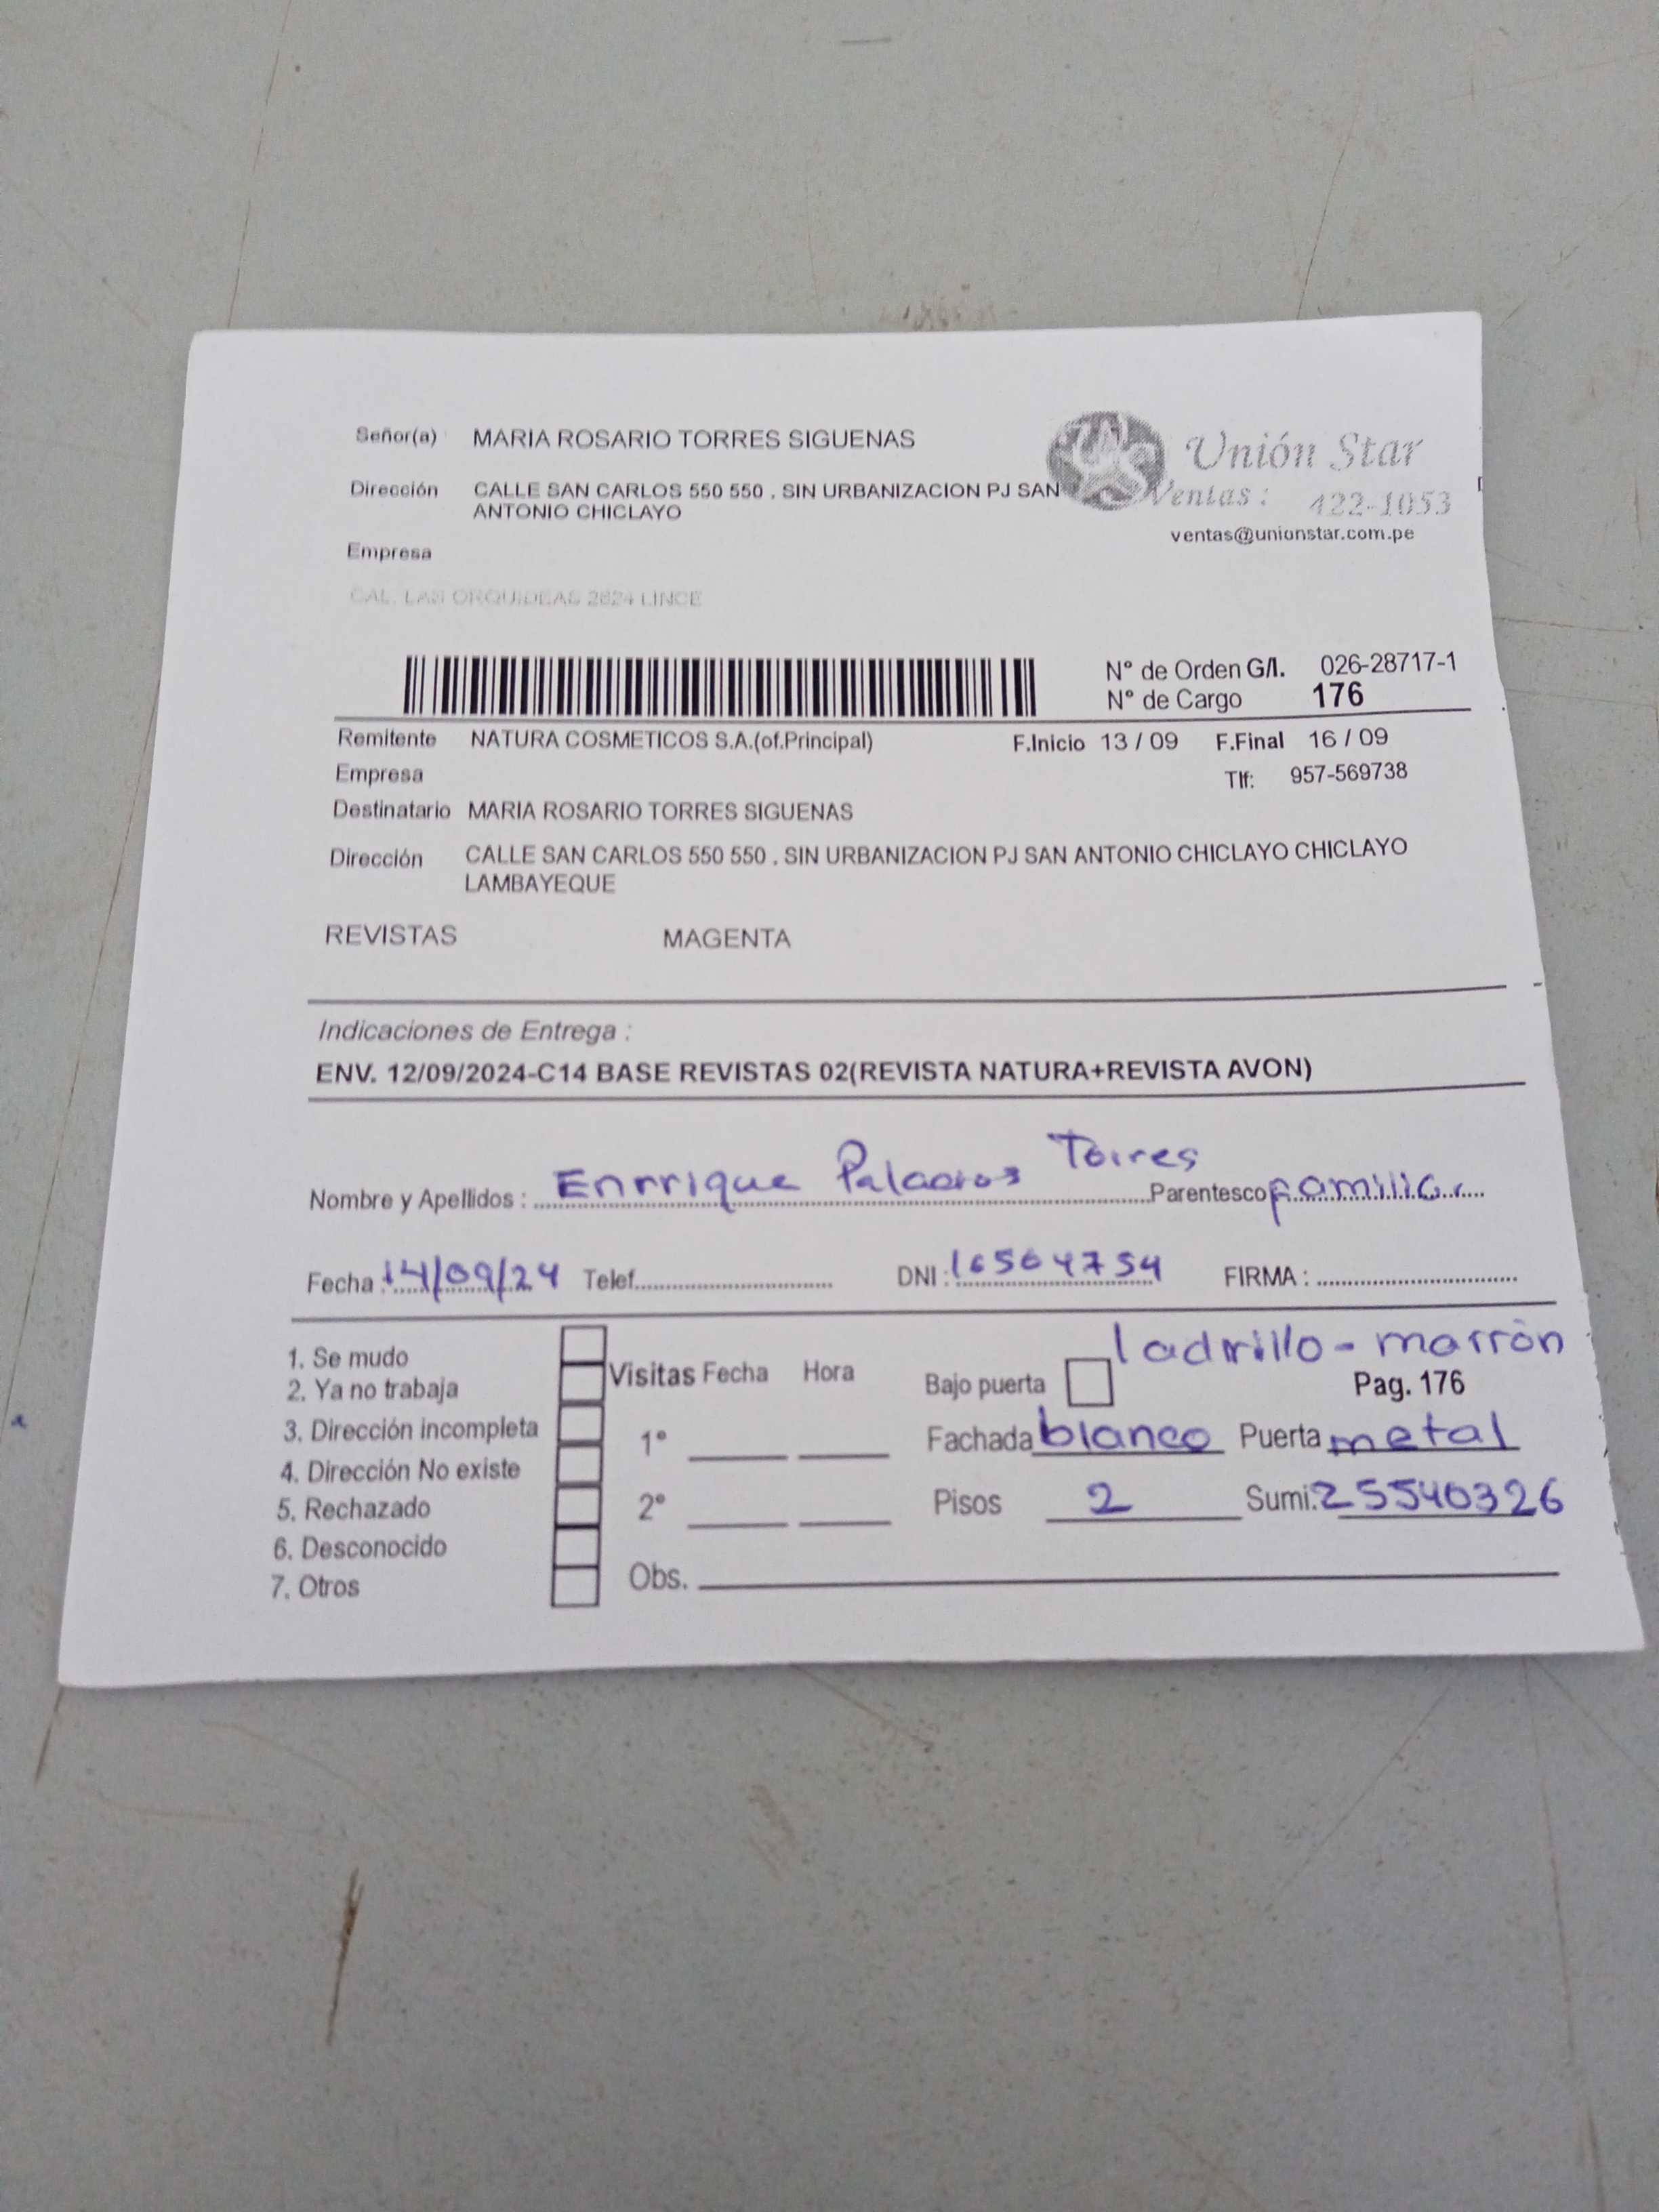 Señor(a) MARIA ROSARIO TORRES SIGUENAS
Unión Star
Dirección CALLE SAN CARLOS 550 550 . SIN URBANIZACION PJ SAN
ANTONIO CHICLAYO
Ventas : 422-1053
ventas@unionstar.com.pe
Empresa
CAL. LAS ORQUIDEAS 2624 LINCE
N° de Orden G/I. 026-28717-1
N° de Cargo 176
Remitente NATURA COSMETICOS S.A.(of.Principal) F.Inicio 13 / 09 F.Final 16 / 09
Empresa Tlf: 957-569738
Destinatario MARIA ROSARIO TORRES SIGUENAS
Dirección CALLE SAN CARLOS 550 550 . SIN URBANIZACION PJ SAN ANTONIO CHICLAYO CHICLAYO
LAMBAYEQUE
REVISTAS MAGENTA
Indicaciones de Entrega :
ENV. 12/09/2024-C14 BASE REVISTAS 02(REVISTA NATURA+REVISTA AVON)
Nombre y Apellidos : Enrrique Palacios Torres Parentesco familiar
Fecha : 14/09/24 Telef. DNI : 16564754 FIRMA :
ladrillo - marrón
1. Se mudo
2. Ya no trabaja
3. Dirección incompleta
4. Dirección No existe
5. Rechazado
6. Desconocido
7. Otros
Visitas Fecha Hora
1°
2°
Obs.
Bajo puerta Pag. 176
Fachada blanco Puerta metal
Pisos 2 Sumi. 25540326